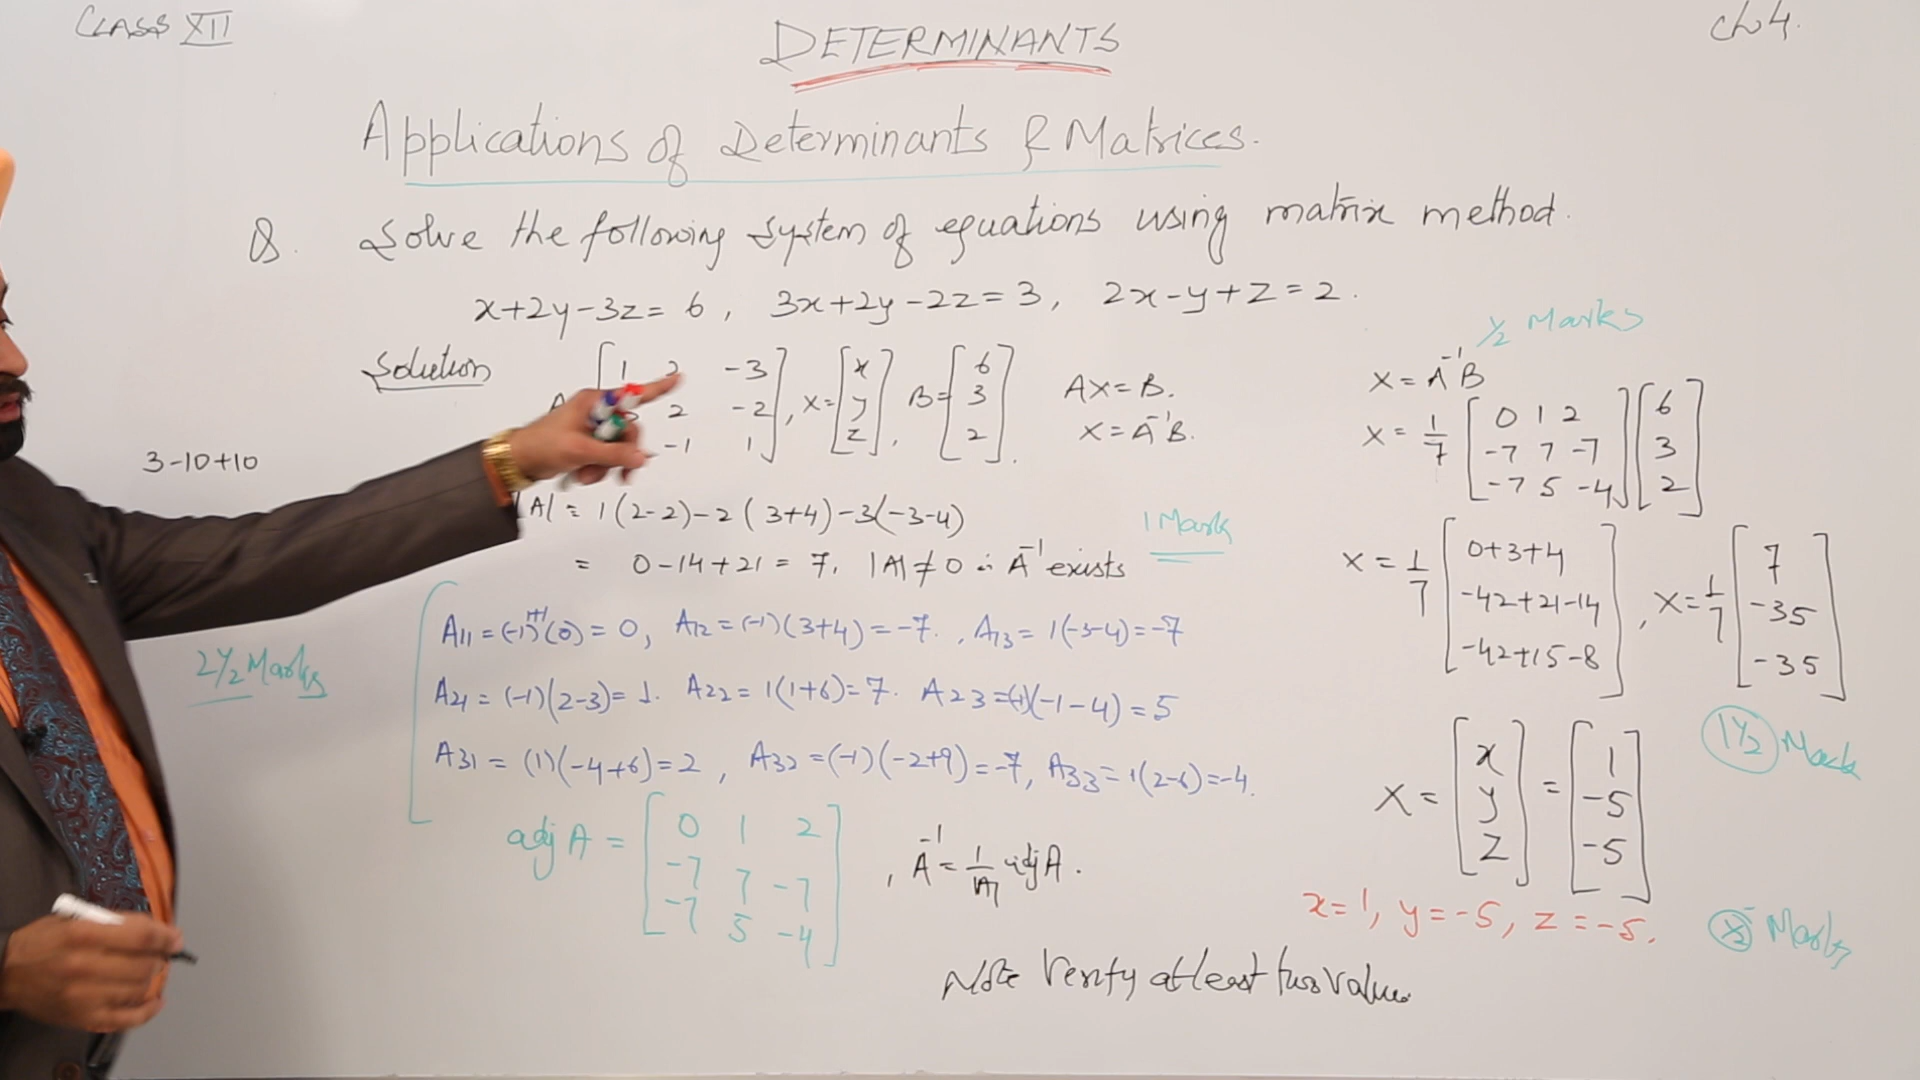 CLASS XII
DETERMINANTS
Ch 4.
Applications of Determinants & Matrices.
Q. Solve the following system of equations using matrix method.
x+2y-3z= 6 , 3x+2y-2z=3, 2x-y+z=2.
Solution
A 1 2 -3
2 -2
-1 1
, X= [x y z] , B= [6 3 2] .
AX=B.
X=A⁻¹B.
3-10+10
|A| = 1(2-2)-2(3+4)-3(-3-4)
= 0-14+21 = 7. |A|≠0 ∴ A⁻¹ exists
1 Mark
2½ Marks
A11=(-1)¹⁺¹(0)=0, A12=(-1)(3+4)=-7. , A13= 1(-3-4)=-7
A21= (-1)(2-3)=1. A22= 1(1+6)=7. A23=(-1)(-1-4)=5
A31= (1)(-4+6)=2 , A32=(-1)(-2+9)=-7, A33=1(2-6)=-4.
adj A = [0 1 2
-7 7 -7
-7 5 -4]
, A⁻¹= 1/|A| adj A .
½ Marks
X=A⁻¹B
X= 1/7 [0 1 2
-7 7 -7
-7 5 -4] [6
3
2]
X= 1/7 [0+3+4
-42+21-14
-42+15-8] , X=1/7 [7
-35
-35]
1½ Mark
X= [x
y
z] = [1
-5
-5]
x=1, y=-5, z=-5.
½ Marks
Note Verify at least two values.